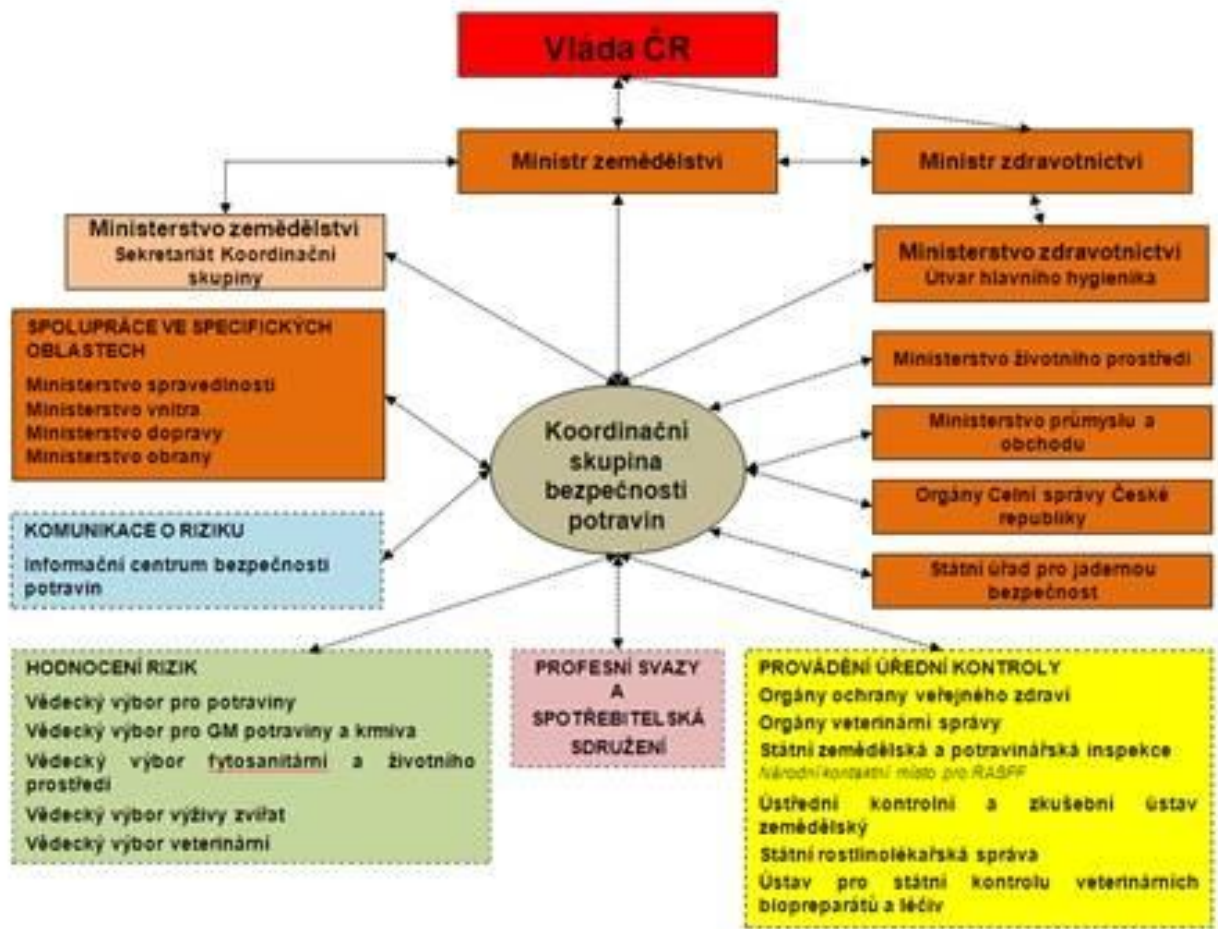 Vláda ČR
Ministr zemědělství
Ministr zdravotnictví
Ministerstvo zemědělství
Sekretariát Koordinační
skupiny
Ministerstvo zdravotnictví
Útvar hlavního hygienika
SPOLUPRÁCE VE SPECIFICKÝCH
OBLASTECH
Ministerstvo spravedlnosti
Ministerstvo vnitra
Ministerstvo dopravy
Ministerstvo obrany
Ministerstvo životního prostředí
Ministerstvo průmyslu a
obchodu
Orgány Celní správy České
republiky
Státní úřad pro jadernou
bezpečnost
Koordinační
skupina
bezpečnosti
potravin
KOMUNIKACE O RIZIKU
Informační centrum bezpečnosti
potravin
HODNOCENÍ RIZIK
Vědecký výbor pro potraviny
Vědecký výbor pro GM potraviny a krmiva
Vědecký výbor fytosanitární a životního
prostředí
Vědecký výbor výživy zvířat
Vědecký výbor veterinární
PROFESNÍ SVAZY
A
SPOTŘEBITELSKÁ
SDRUŽENÍ
PROVÁDĚNÍ ÚŘEDNÍ KONTROLY
Orgány ochrany veřejného zdraví
Orgány veterinární správy
Státní zemědělská a potravinářská inspekce
Národní kontaktní místo pro RASFF
Ústřední kontrolní a zkušební ústav
zemědělský
Státní rostlinolékařská správa
Ústav pro státní kontrolu veterinárních
biopreparátů a léčiv